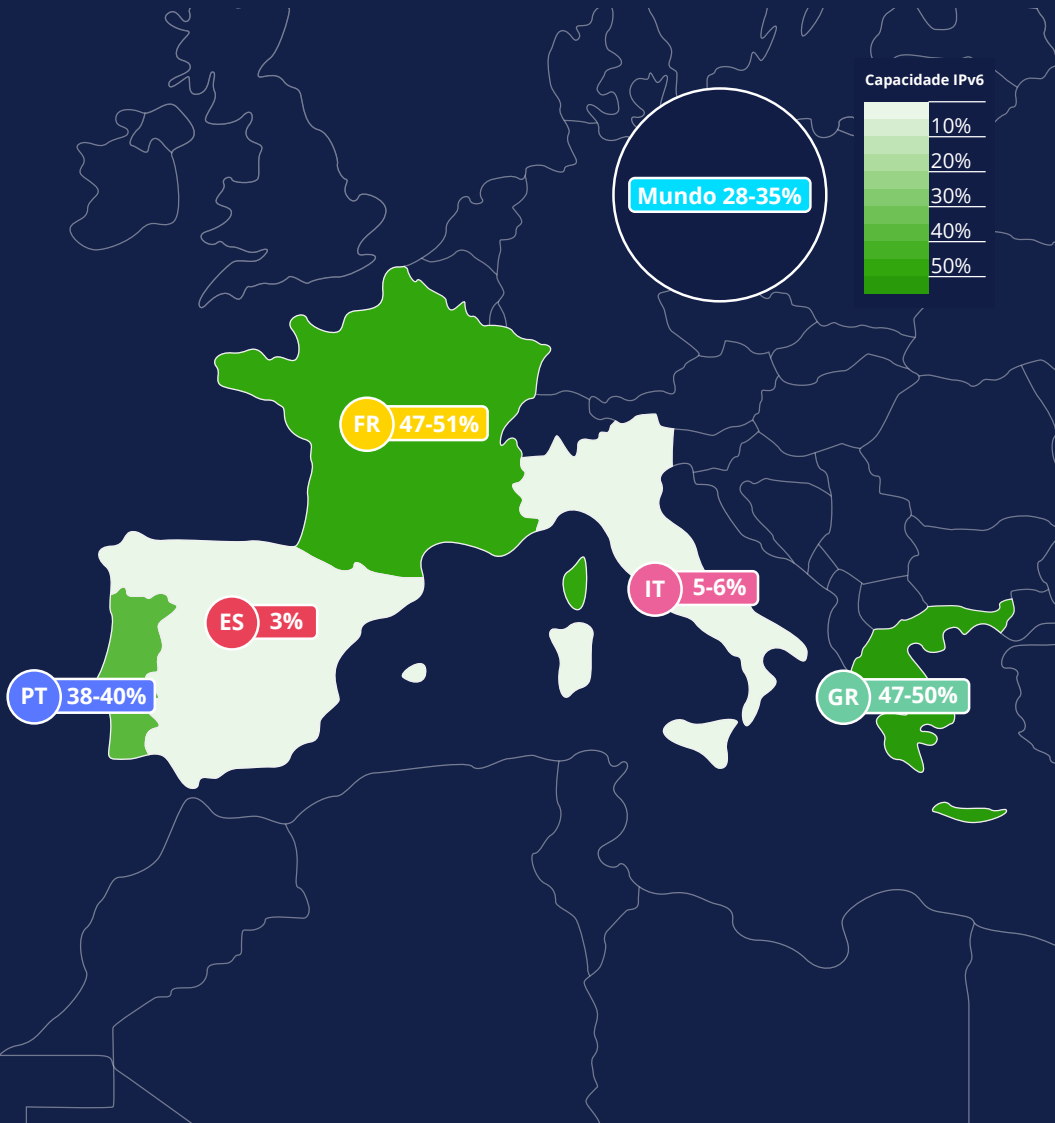 Capacidade IPv6
10%
20%
30%
40%
50%
Mundo 28-35%
FR 47-51%
IT 5-6%
ES 3%
PT 38-40%
GR 47-50%